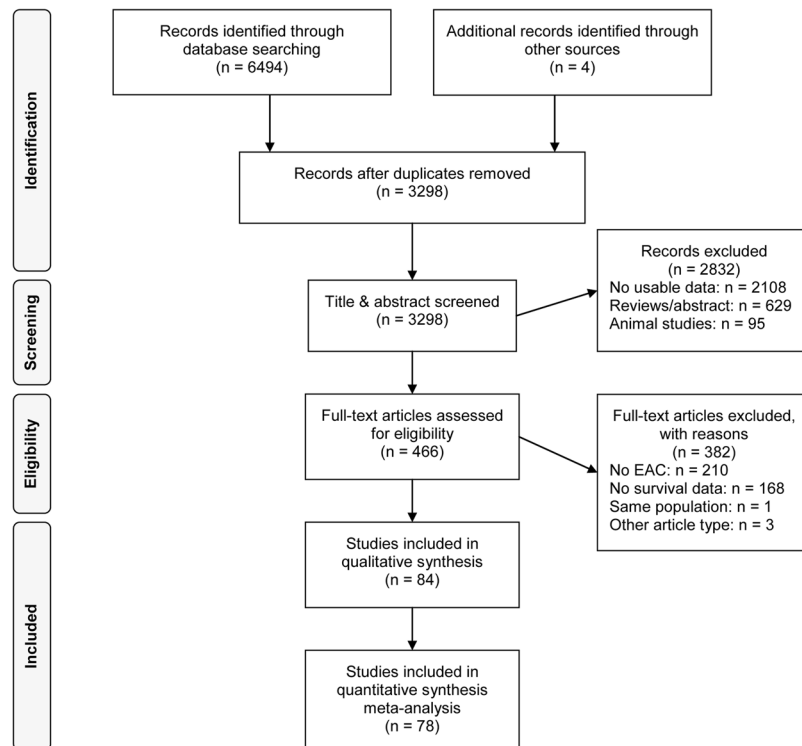 Identification
Records identified through
database searching
(n = 6494)
Additional records identified through
other sources
(n = 4)
Records after duplicates removed
(n = 3298)
Screening
Title & abstract screened
(n = 3298)
Records excluded
(n = 2832)
No usable data: n = 2108
Reviews/abstract: n = 629
Animal studies: n = 95
Eligibility
Full-text articles assessed
for eligibility
(n = 466)
Full-text articles excluded,
with reasons
(n = 382)
No EAC: n = 210
No survival data: n = 168
Same population: n = 1
Other article type: n = 3
Included
Studies included in
qualitative synthesis
(n = 84)
Studies included in
quantitative synthesis
meta-analysis
(n = 78)